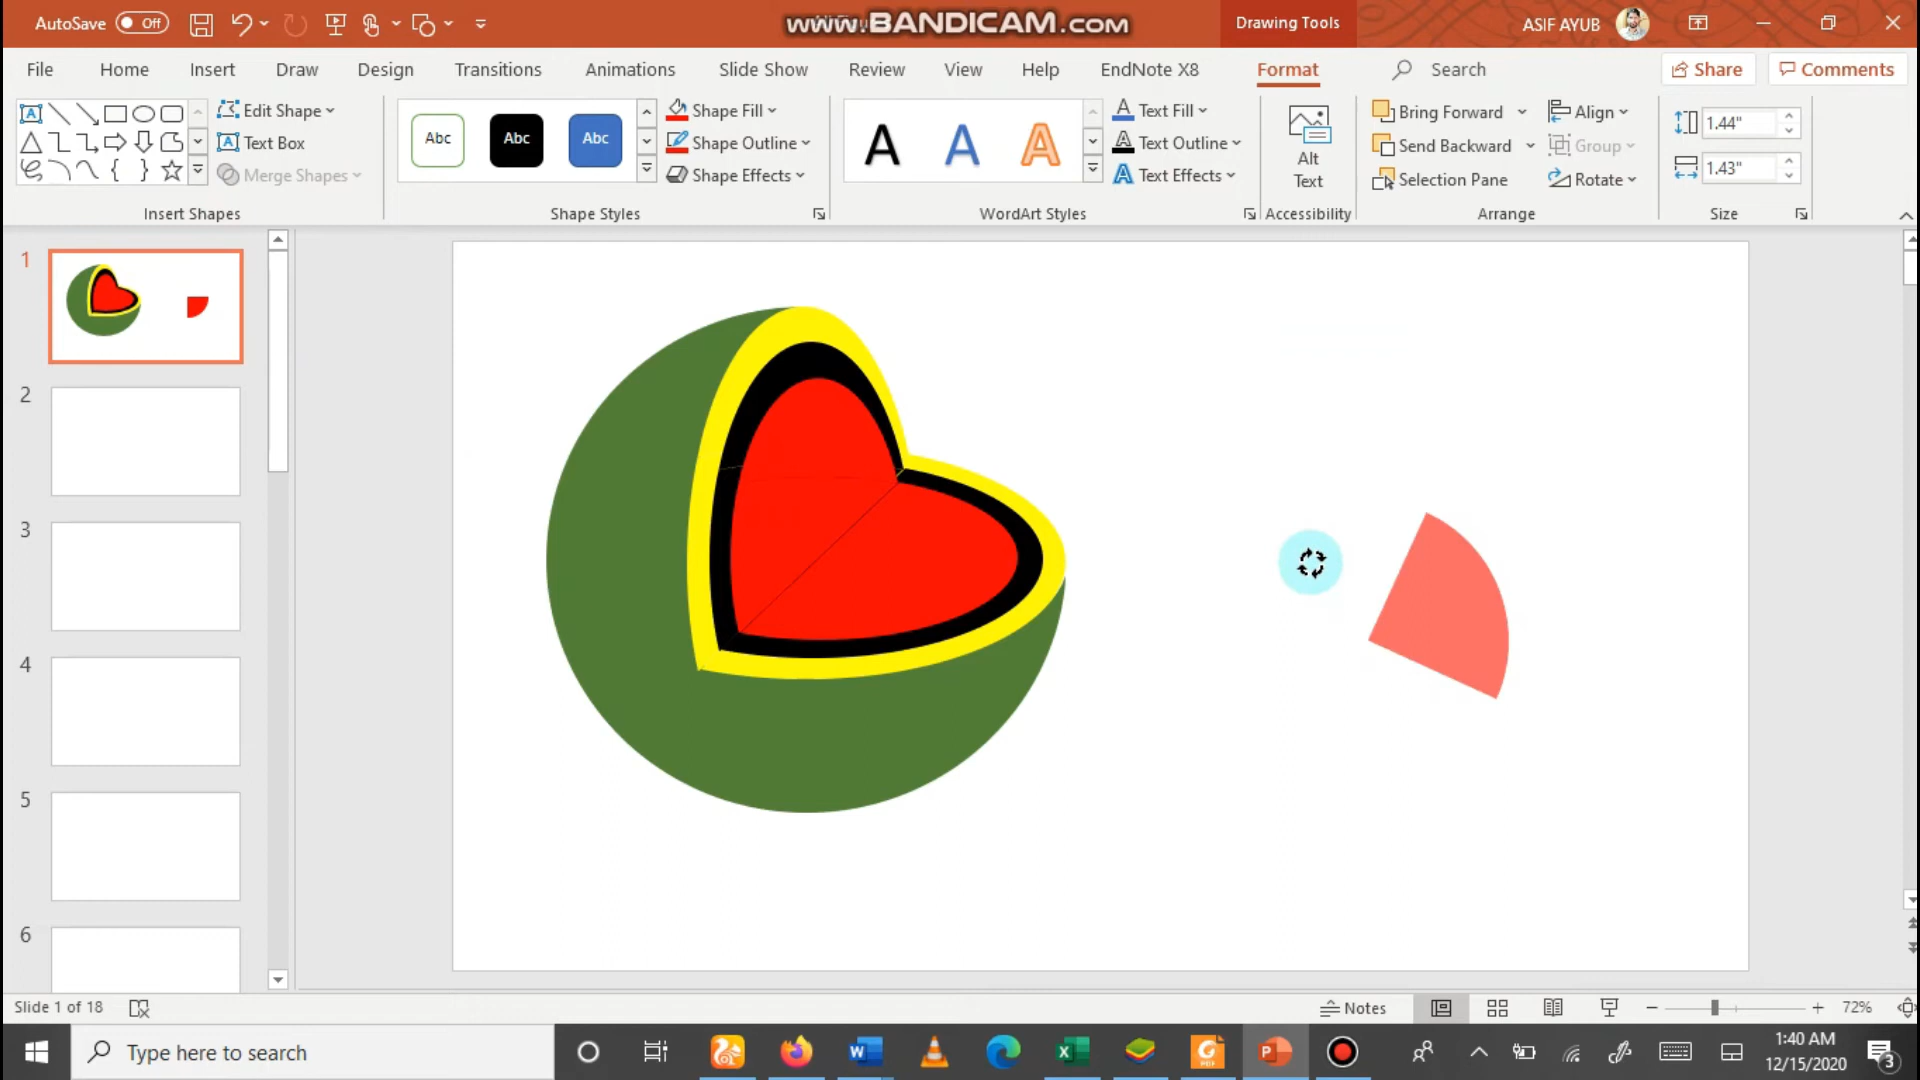 AutoSave Off
www.BANDICAM.com
Drawing Tools
ASIF AYUB
File Home Insert Draw Design Transitions Animations Slide Show Review View Help EndNote X8 Format Search Share Comments
A Edit Shape
Text Box
Merge Shapes
Insert Shapes
Abc Abc Abc
Shape Fill
Shape Outline
Shape Effects
Shape Styles
A A A
Text Fill
Text Outline
Text Effects
WordArt Styles
Alt
Text
Accessibility
Bring Forward
Send Backward
Selection Pane
Align
Group
Rotate
Arrange
1.44"
1.43"
Size
1
2
3
4
5
6
Slide 1 of 18
Notes
72%
Type here to search
1:40 AM
12/15/2020
3